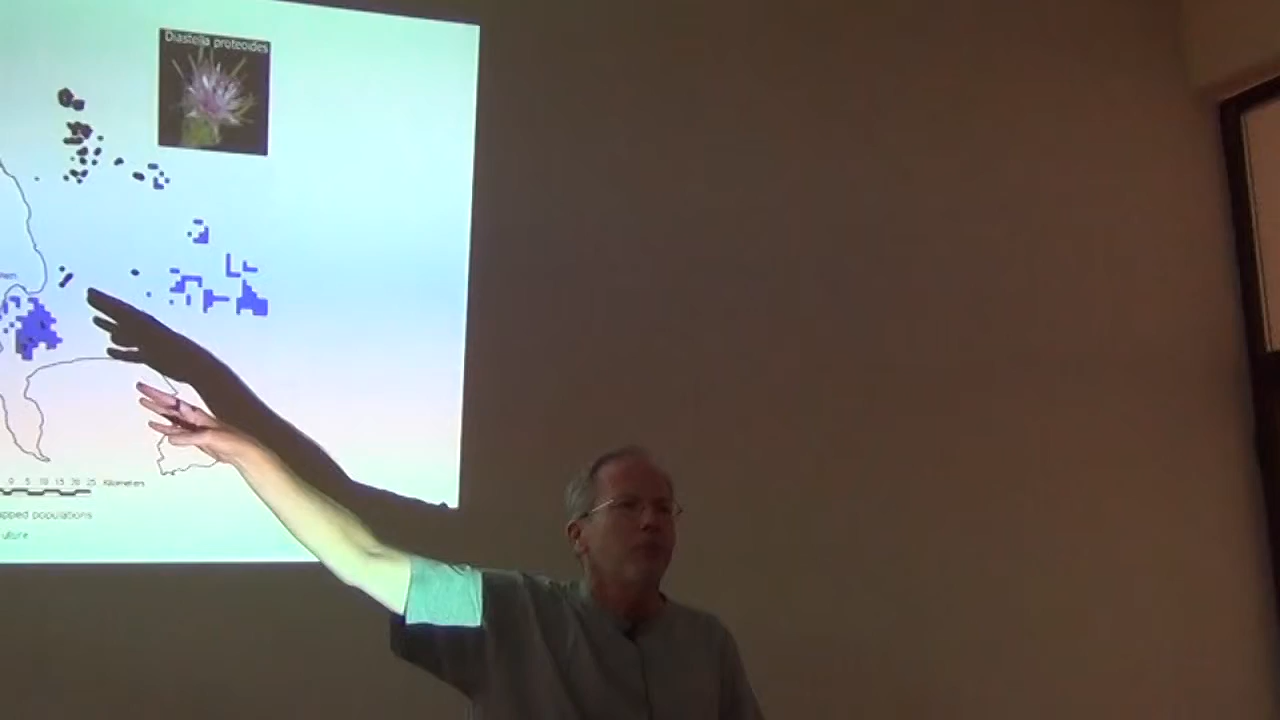 Diastella proteoides
0 5 10 15 20 25 Kilometers
apped populations
ulture